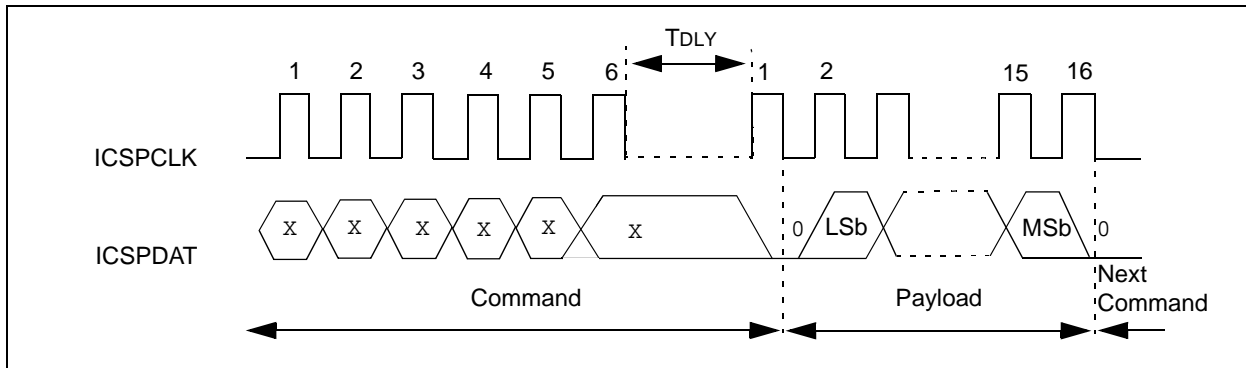 TDLY
1 2 3 4 5 6 1 2 15 16
ICSPCLK
x x x x x x 0 LSb MSb 0
ICSPDAT
Command Payload Next
Command